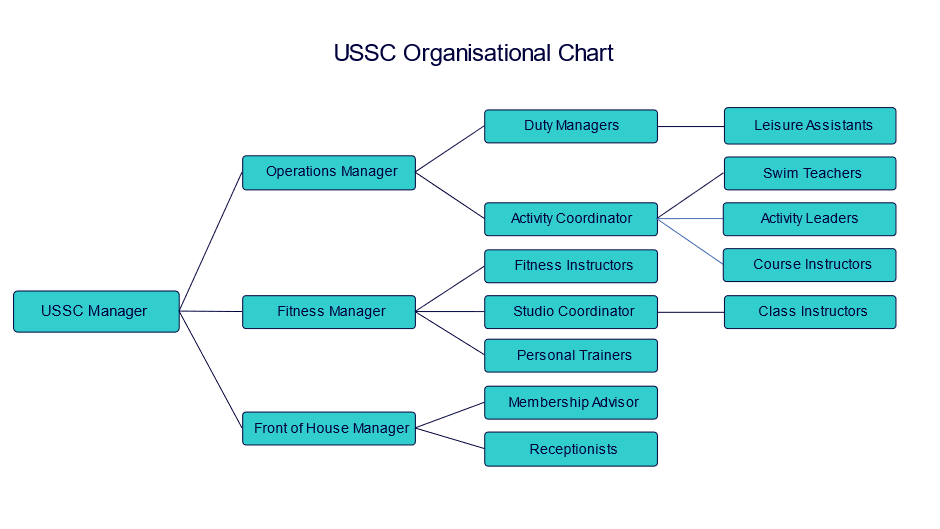 USSC Organisational Chart
USSC Manager
Operations Manager
Duty Managers
Leisure Assistants
Activity Coordinator
Swim Teachers
Activity Leaders
Course Instructors
Fitness Manager
Fitness Instructors
Studio Coordinator
Class Instructors
Personal Trainers
Front of House Manager
Membership Advisor
Receptionists